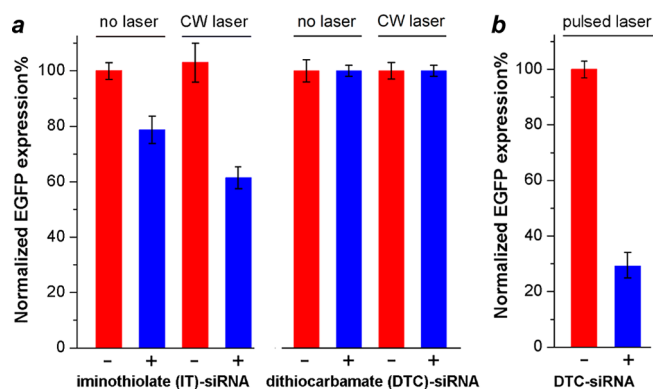 a
no laser CW laser no laser CW laser
Normalized EGFP expression%
100
80
60
40
20
0
– + – + – + – +
iminothiolate (IT)-siRNA dithiocarbamate (DTC)-siRNA
b
pulsed laser
Normalized EGFP expression%
100
80
60
40
20
0
– +
DTC-siRNA